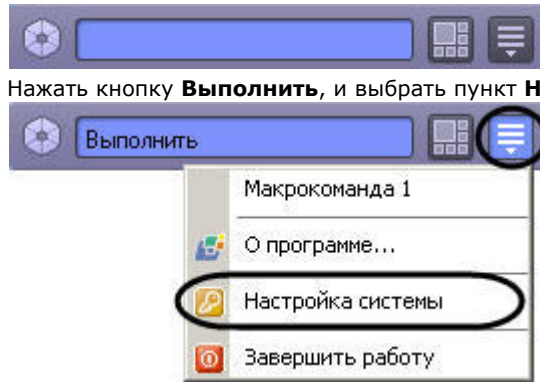 Нажать кнопку Выполнить, и выбрать пункт Н
Выполнить
Макрокоманда 1
О программе...
Настройка системы
Завершить работу